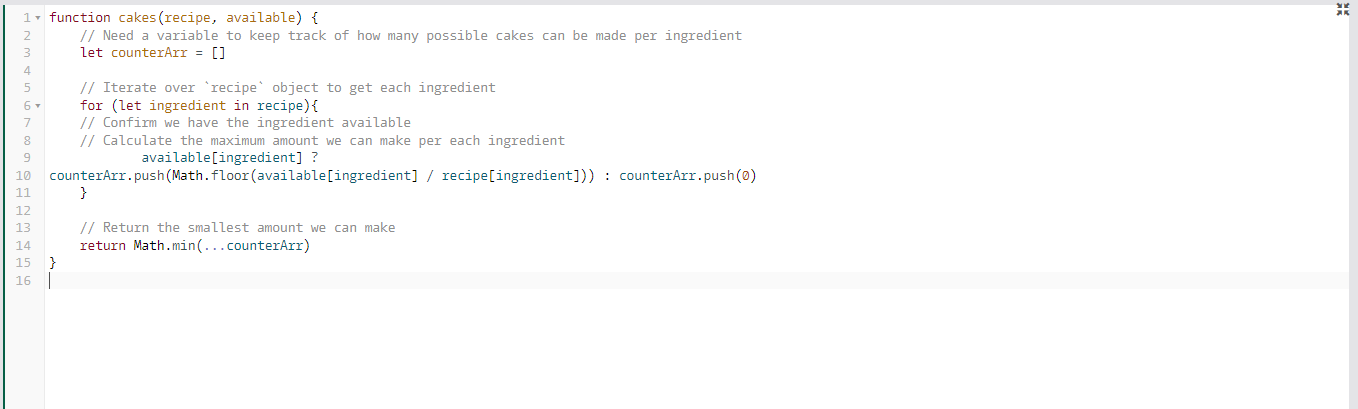 1 function cakes(recipe, available) {
2     // Need a variable to keep track of how many possible cakes can be made per ingredient
3     let counterArr = []
4
5     // Iterate over `recipe` object to get each ingredient
6     for (let ingredient in recipe){
7     // Confirm we have the ingredient available
8     // Calculate the maximum amount we can make per each ingredient
9             available[ingredient] ?
10 counterArr.push(Math.floor(available[ingredient] / recipe[ingredient])) : counterArr.push(0)
11     }
12
13     // Return the smallest amount we can make
14     return Math.min(...counterArr)
15 }
16